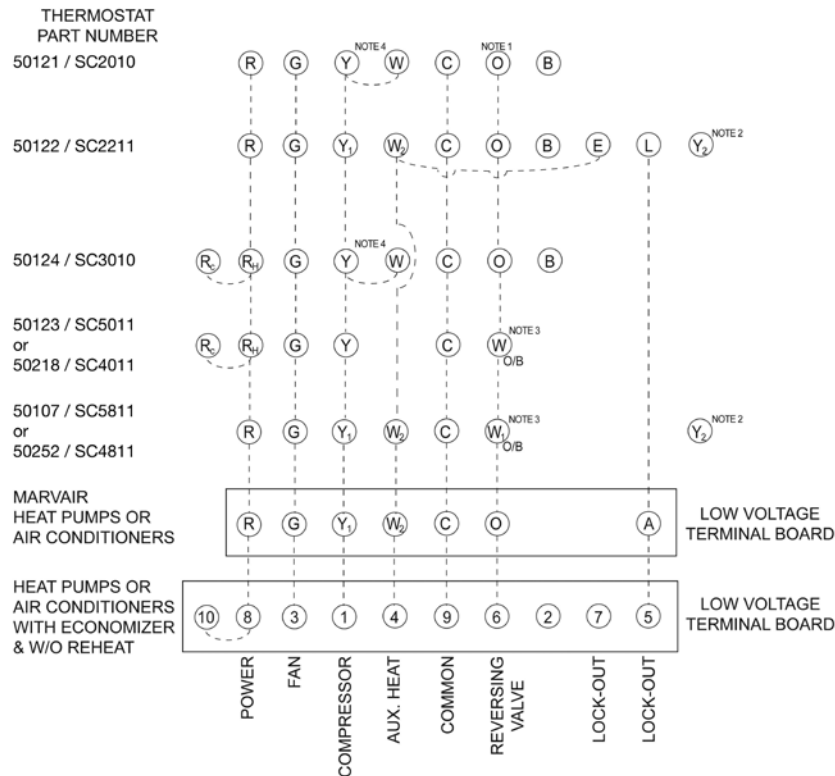 THERMOSTAT
PART NUMBER
50121 / SC2010 R G Y NOTE 4 W C NOTE 1 O B
50122 / SC2211 R G Y1 W2 C O B E L Y2 NOTE 2
50124 / SC3010 Rc RH G Y NOTE 4 W C O B
50123 / SC5011
or Rc RH G Y C W NOTE 3
50218 / SC4011 O/B
50107 / SC5811
or R G Y1 W2 C W1 NOTE 3 Y2 NOTE 2
50252 / SC4811 O/B
MARVAIR
HEAT PUMPS OR
AIR CONDITIONERS
R G Y1 W2 C O A
LOW VOLTAGE
TERMINAL BOARD
HEAT PUMPS OR
AIR CONDITIONERS
WITH ECONOMIZER
& W/O REHEAT
10 8 3 1 4 9 6 2 7 5
LOW VOLTAGE
TERMINAL BOARD
POWER
FAN
COMPRESSOR
AUX. HEAT
COMMON
REVERSING
VALVE
LOCK-OUT
LOCK-OUT